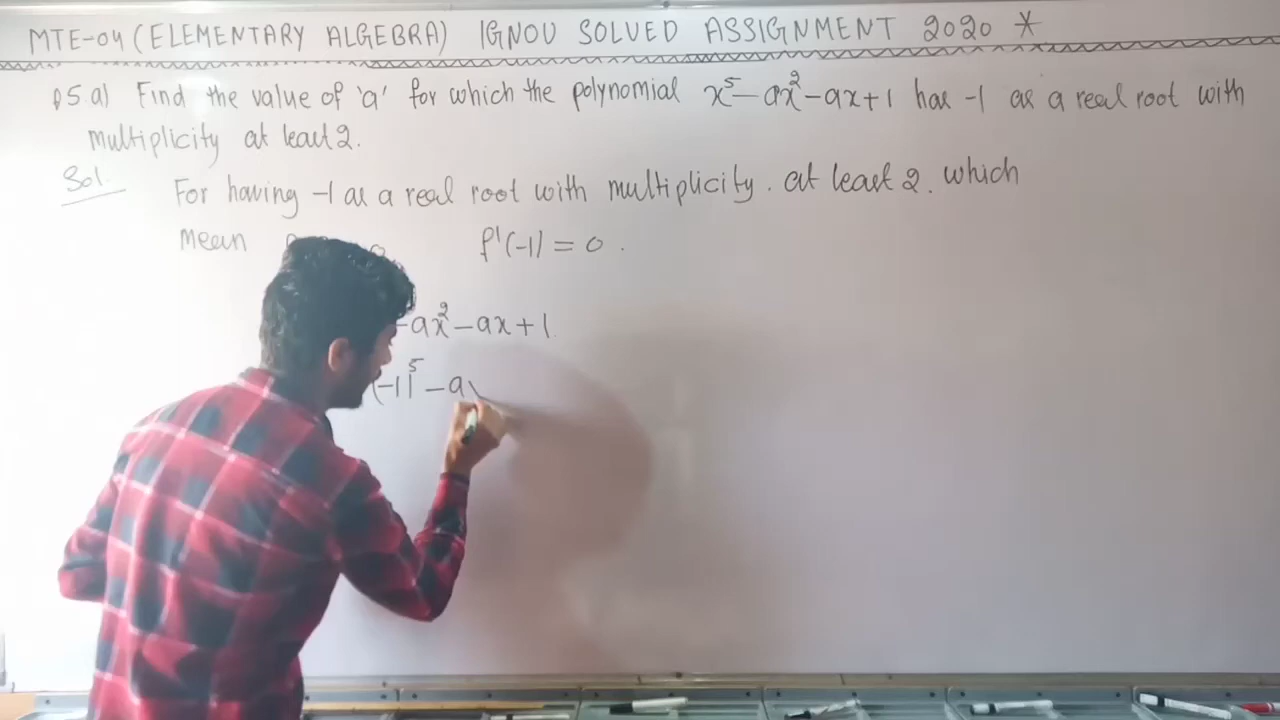 MTE-04 (ELEMENTARY ALGEBRA) IGNOU SOLVED ASSIGNMENT 2020 *
Q5.a) Find the value of 'a' for which the polynomial x⁵-ax²-ax+1 has -1 as a real root with
multiplicity at least 2.
Sol.
For having -1 as a real root with multiplicity. at least 2. which
Mean f'(-1) = 0.
-ax²-ax+1.
(-1)⁵-a